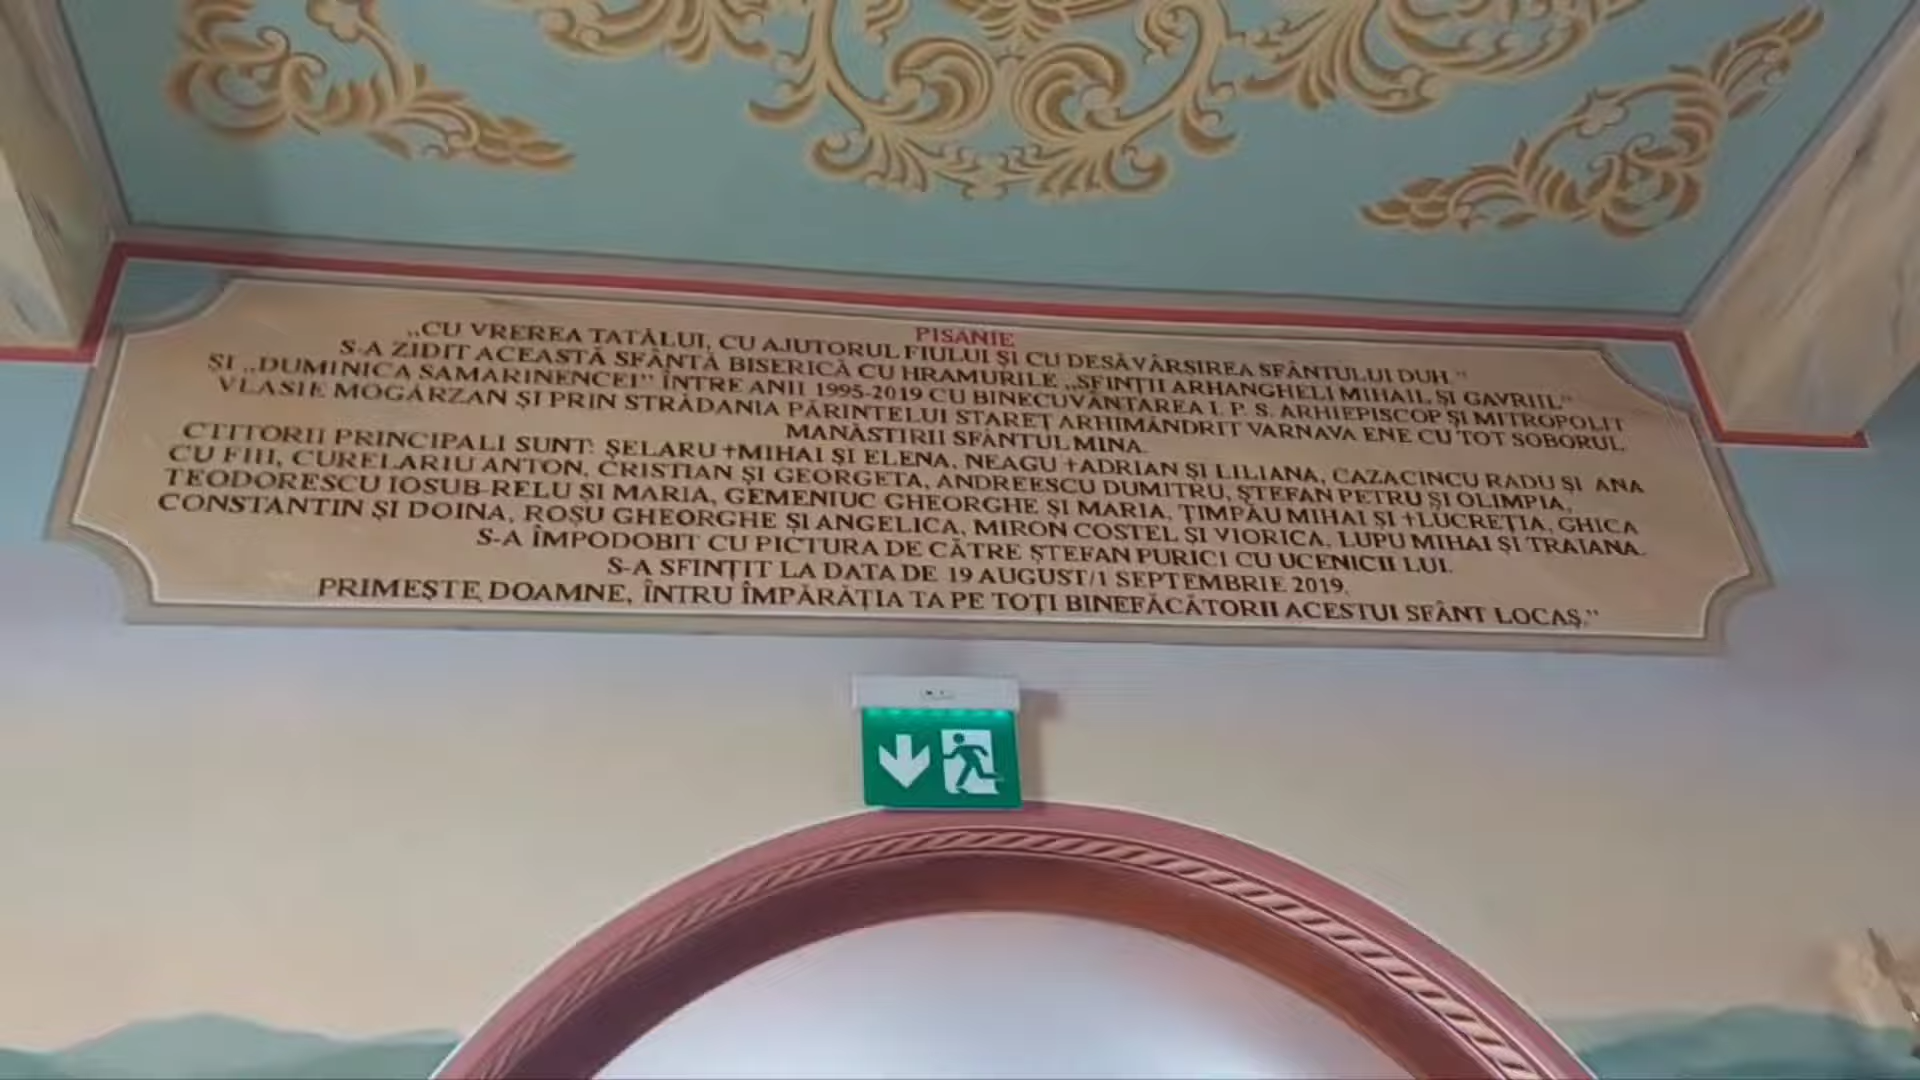 PISANIE
„CU VREREA TATĂLUI, CU AJUTORUL FIULUI ȘI CU DESĂVÂRSIREA SFÂNTULUI DUH.”
S-A ZIDIT ACEASTĂ SFÂNTĂ BISERICĂ CU HRAMURILE „SFINȚII ARHANGHELI MIHAIL ȘI GAVRIIL”
ȘI „DUMINICA SAMARINENCEI” ÎNTRE ANII 1995-2019 CU BINECUVÂNTAREA I. P. S. ARHIEPISCOP ȘI MITROPOLIT
VLASIE MOGÂRZAN ȘI PRIN STRĂDANIA PĂRINTELUI STAREȚ ARHIMANDRIT VARNAVA ENE CU TOT SOBORUL
MANĂSTIRII SFÂNTUL MINA.
CTITORII PRINCIPALI SUNT: ȘELARU †MIHAI ȘI ELENA, NEAGU †ADRIAN ȘI LILIANA, CAZACINCU RADU ȘI ANA
CU FIII, CURELARIU ANTON, CRISTIAN ȘI GEORGETA, ANDREESCU DUMITRU, ȘTEFAN PETRU ȘI OLIMPIA,
TEODORESCU IOSUB-RELU ȘI MARIA, GEMENIUC GHEORGHE ȘI MARIA, ȚIMPĂU MIHAI ȘI †LUCREȚIA, GHICA
CONSTANTIN ȘI DOINA, ROȘU GHEORGHE ȘI ANGELICA, MIRON COSTEL ȘI VIORICA, LUPU MIHAI ȘI TRAIANA.
S-A ÎMPODOBIT CU PICTURA DE CĂTRE ȘTEFAN PURICI CU UCENICII LUI.
S-A SFINȚIT LA DATA DE 19 AUGUST/1 SEPTEMBRIE 2019.
PRIMEȘTE DOAMNE, ÎNTRU ÎMPĂRĂȚIA TA PE TOȚI BINEFĂCĂTORII ACESTUI SFÂNT LOCAȘ.”